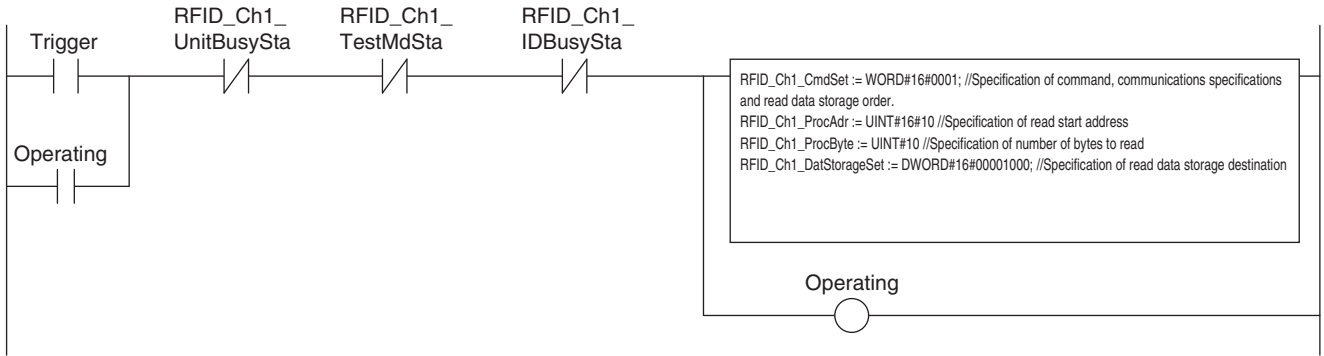 Trigger
RFID_Ch1_
UnitBusySta
RFID_Ch1_
TestMdSta
RFID_Ch1_
IDBusySta
Operating
RFID_Ch1_CmdSet := WORD#16#0001; //Specification of command, communications specifications
and read data storage order.
RFID_Ch1_ProcAdr := UINT#16#10 //Specification of read start address
RFID_Ch1_ProcByte := UINT#10 //Specification of number of bytes to read
RFID_Ch1_DatStorageSet := DWORD#16#00001000; //Specification of read data storage destination
Operating